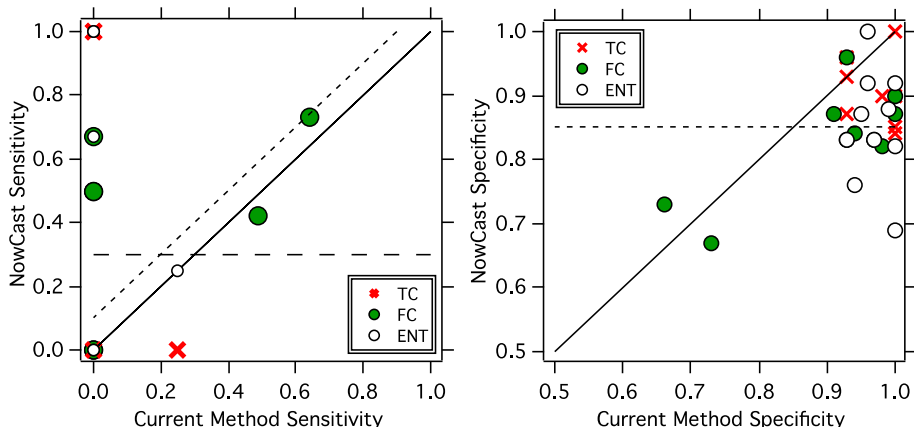 1.0
0.8
0.6
0.4
0.2
0.0
NowCast Sensitivity
TC
FC
ENT
0.0 0.2 0.4 0.6 0.8 1.0
Current Method Sensitivity
1.0
0.9
0.8
0.7
0.6
0.5
NowCast Specificity
TC
FC
ENT
0.5 0.6 0.7 0.8 0.9 1.0
Current Method Specificity